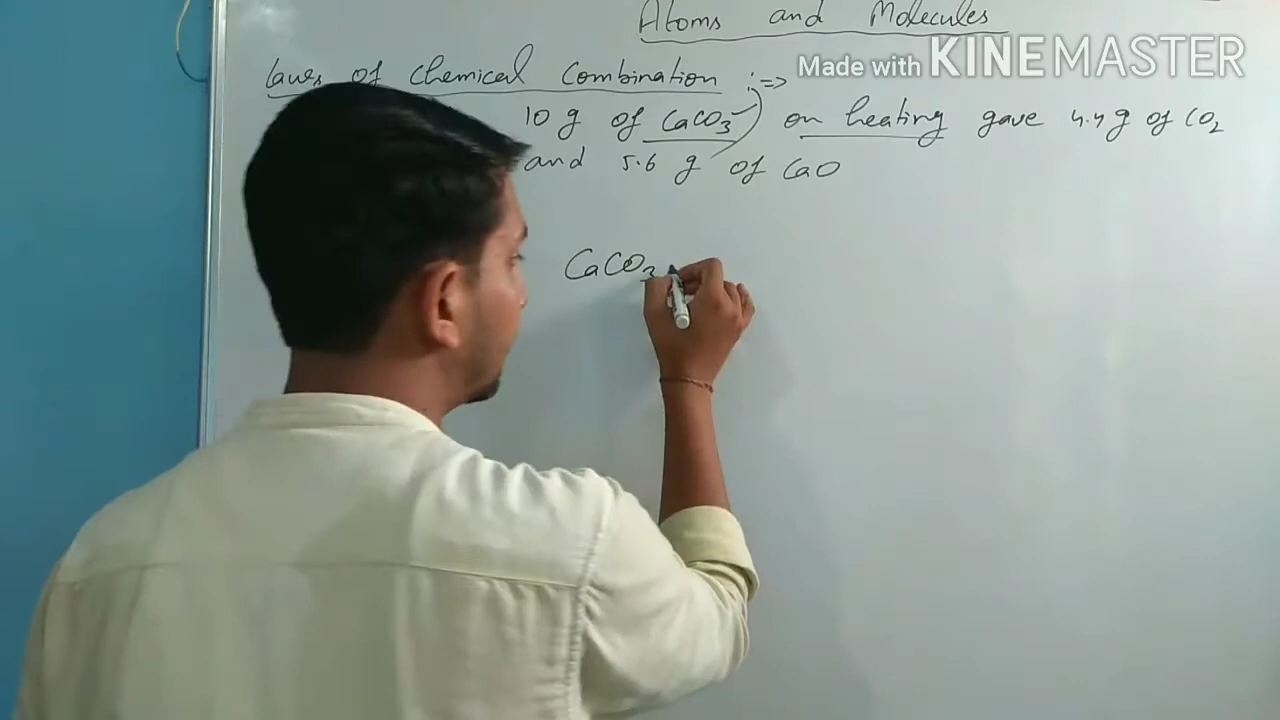 Atoms and Molecules
Made with KINEMASTER
Laws of Chemical Combination :=>
10 g of CaCO3 on heating gave 4.4 g of CO2
and 5.6 g of CaO
CaCO3